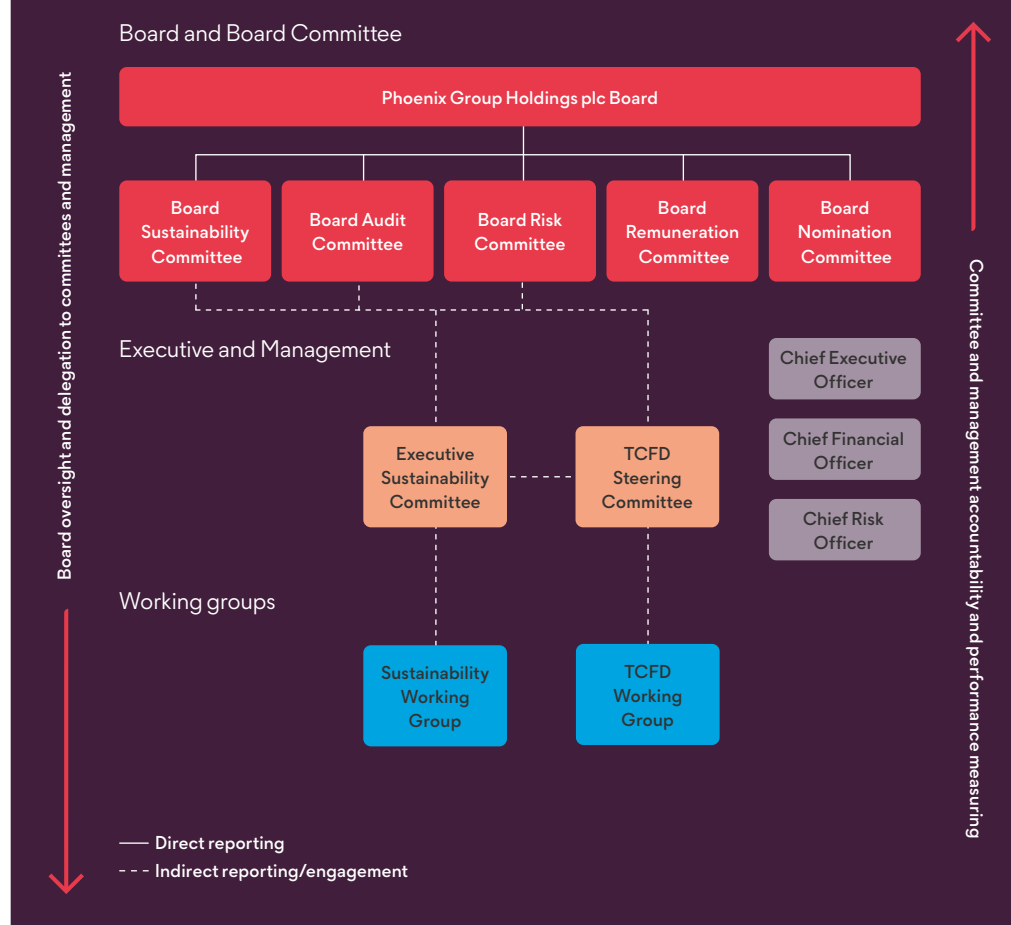 Board and Board Committee
Phoenix Group Holdings plc Board
Board
Sustainability
Committee
Board Audit
Committee
Board Risk
Committee
Board
Remuneration
Committee
Board
Nomination
Committee
Executive and Management
Chief Executive
Officer
Chief Financial
Officer
Chief Risk
Officer
Executive
Sustainability
Committee
TCFD
Steering
Committee
Working groups
Sustainability
Working
Group
TCFD
Working
Group
Direct reporting
Indirect reporting/engagement
Board oversight and delegation to committees and management
Committee and management accountability and performance measuring